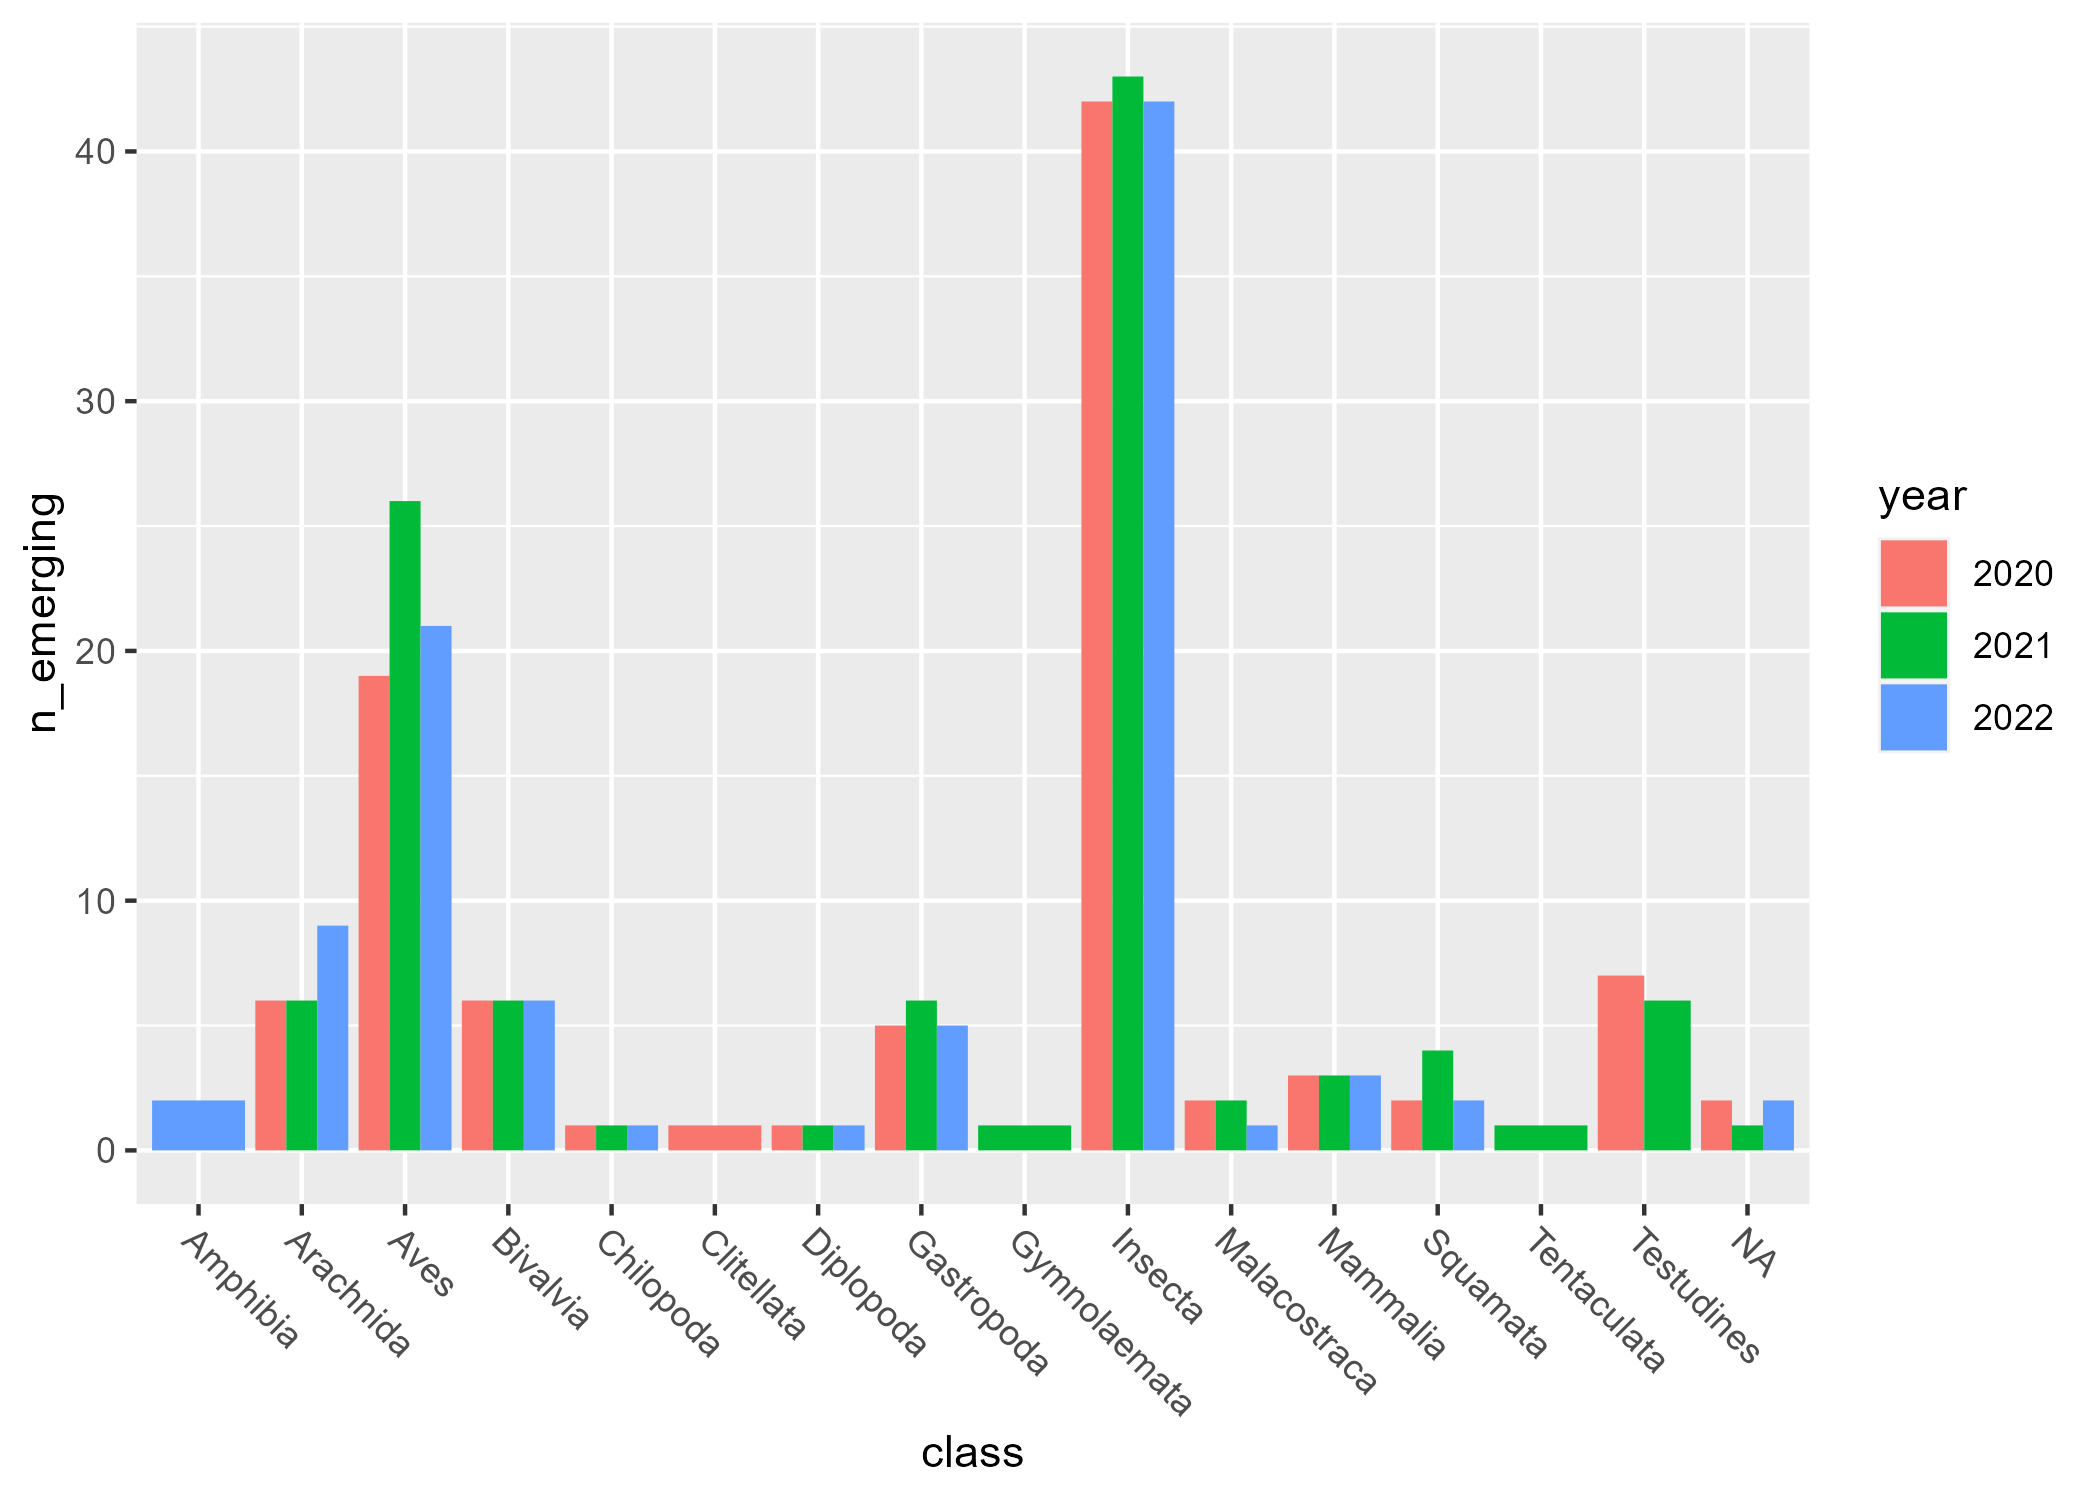 n_emerging
40
30
20
10
0
Amphibia
Arachnida
Aves
Bivalvia
Chilopoda
Clitellata
Diplopoda
Gastropoda
Gymnolaemata
Insecta
Malacostraca
Mammalia
Squamata
Tentaculata
Testudines
NA
class
year
2020
2021
2022